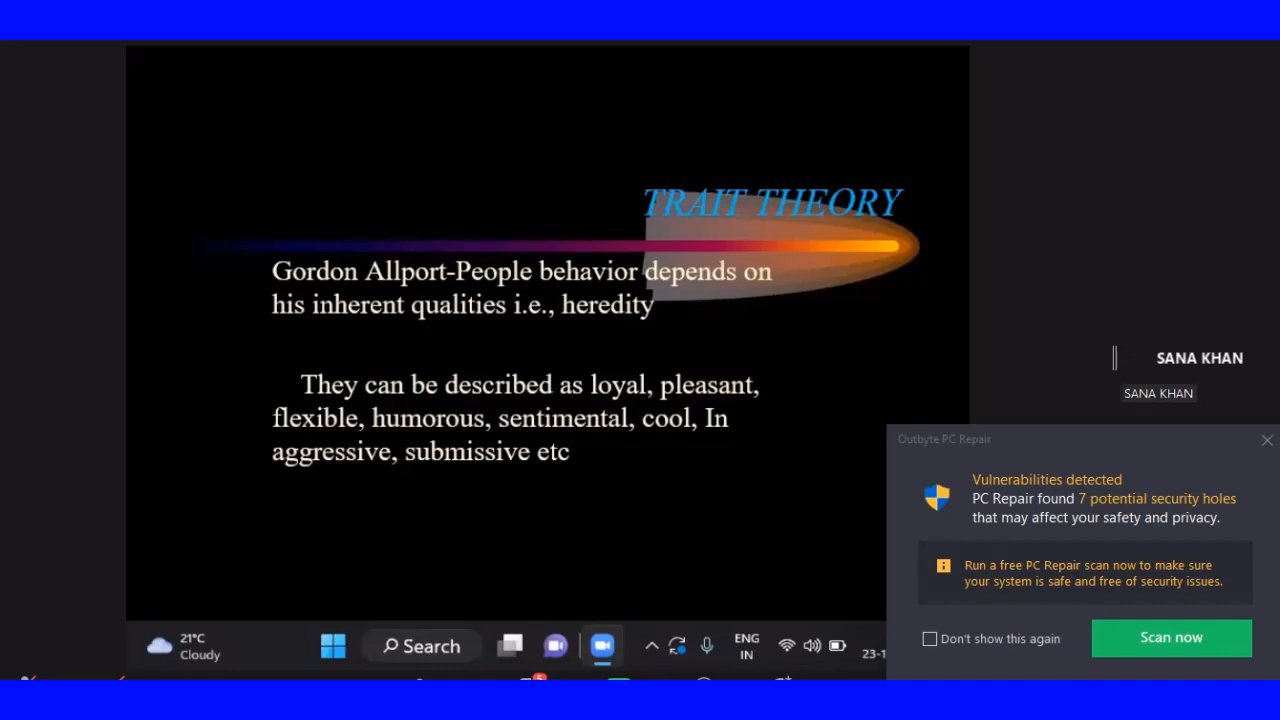 TRAIT THEORY
Gordon Allport-People behavior depends on
his inherent qualities i.e., heredity
They can be described as loyal, pleasant,
flexible, humorous, sentimental, cool, In
aggressive, submissive etc
SANA KHAN
SANA KHAN
Outbyte PC Repair
Vulnerabilities detected
PC Repair found 7 potential security holes
that may affect your safety and privacy.
Run a free PC Repair scan now to make sure
your system is safe and free of security issues.
Don't show this again
Scan now
21°C
Cloudy
Search
ENG
IN
23-1
5